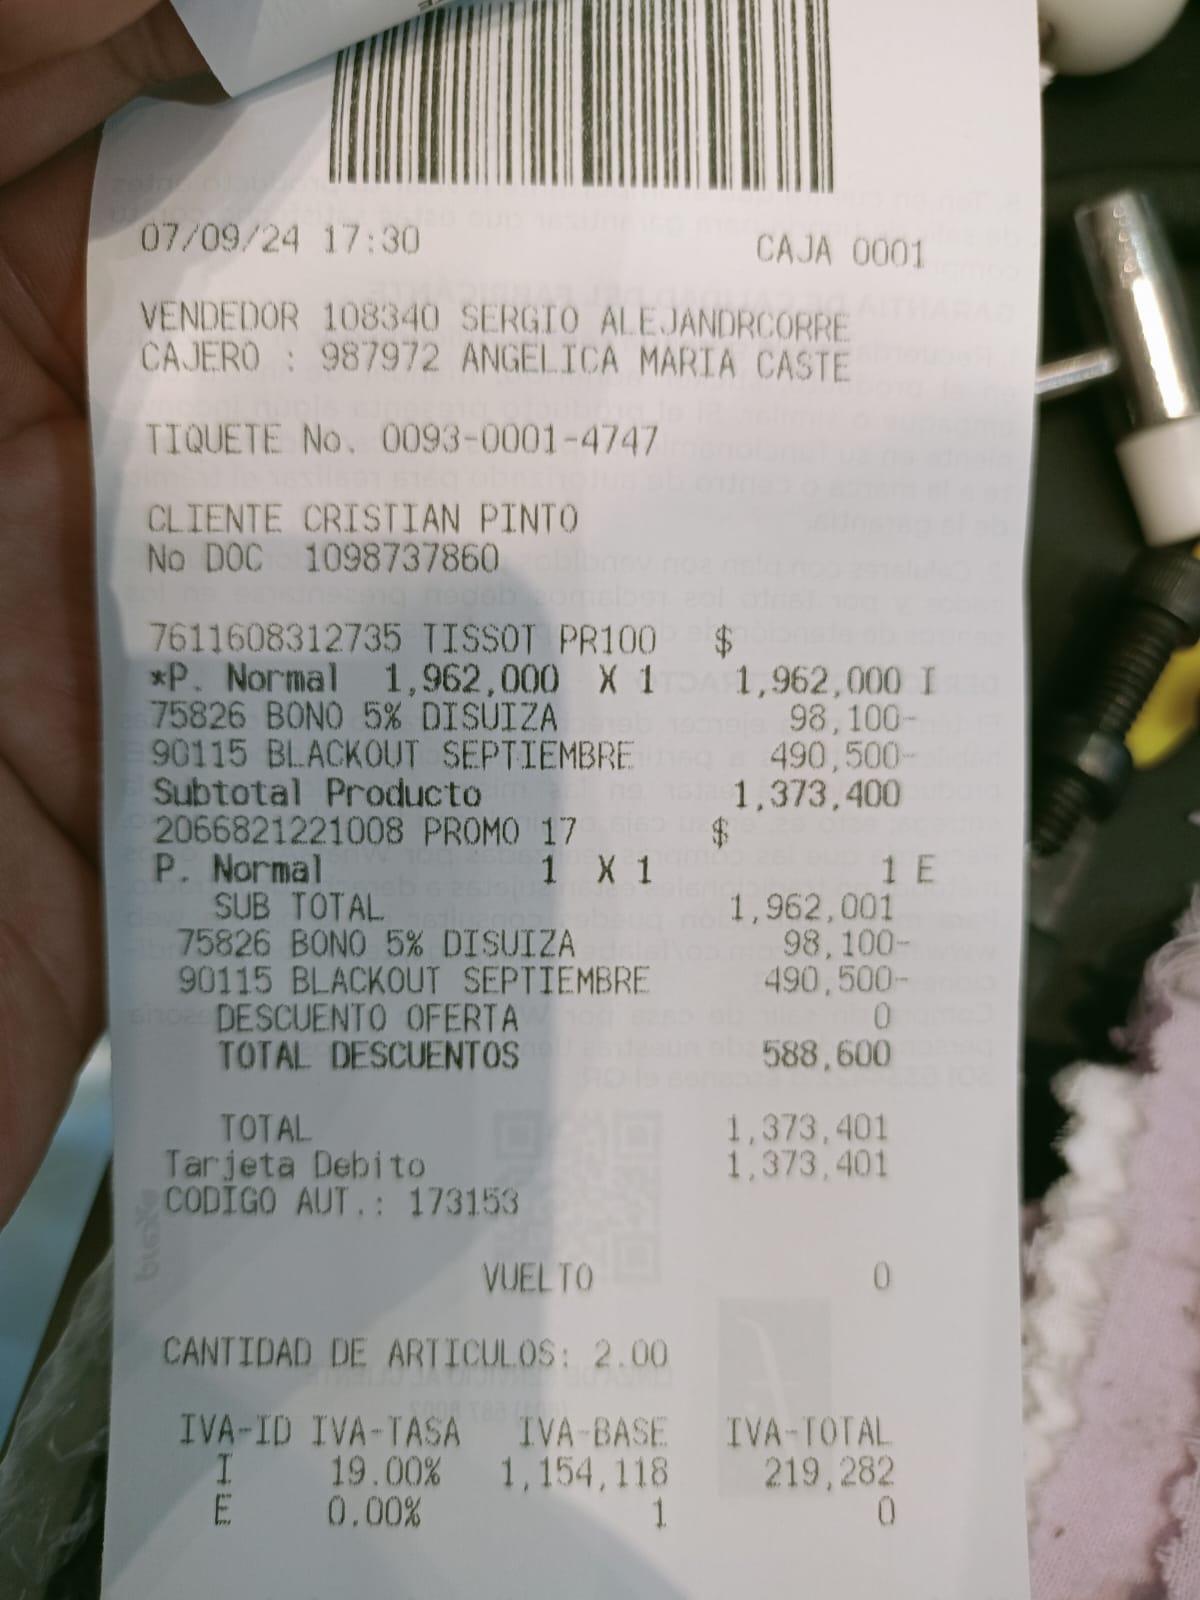 07/09/24 17:30 CAJA 0001
VENDEDOR 108340 SERGIO ALEJANDRCORRE
CAJERO : 987972 ANGELICA MARIA CASTE
TIQUETE No. 0093-0001-4747
CLIENTE CRISTIAN PINTO
No DOC 1098737860
7611608312735 TISSOT PR100 $
*P. Normal 1,962,000 X 1 1,962,000 I
75826 BONO 5% DISUIZA 98,100-
90115 BLACKOUT SEPTIEMBRE 490,500-
Subtotal Producto 1,373,400
2066821221008 PROMO 17 $
P. Normal 1 X 1 1 E
SUB TOTAL 1,962,001
75826 BONO 5% DISUIZA 98,100-
90115 BLACKOUT SEPTIEMBRE 490,500-
DESCUENTO OFERTA 0
TOTAL DESCUENTOS 588,600
TOTAL 1,373,401
Tarjeta Debito 1,373,401
CODIGO AUT.: 173153
VUELTO 0
CANTIDAD DE ARTICULOS: 2.00
IVA-ID IVA-TASA IVA-BASE IVA-TOTAL
I 19.00% 1,154,118 219,282
E 0.00% 1 0